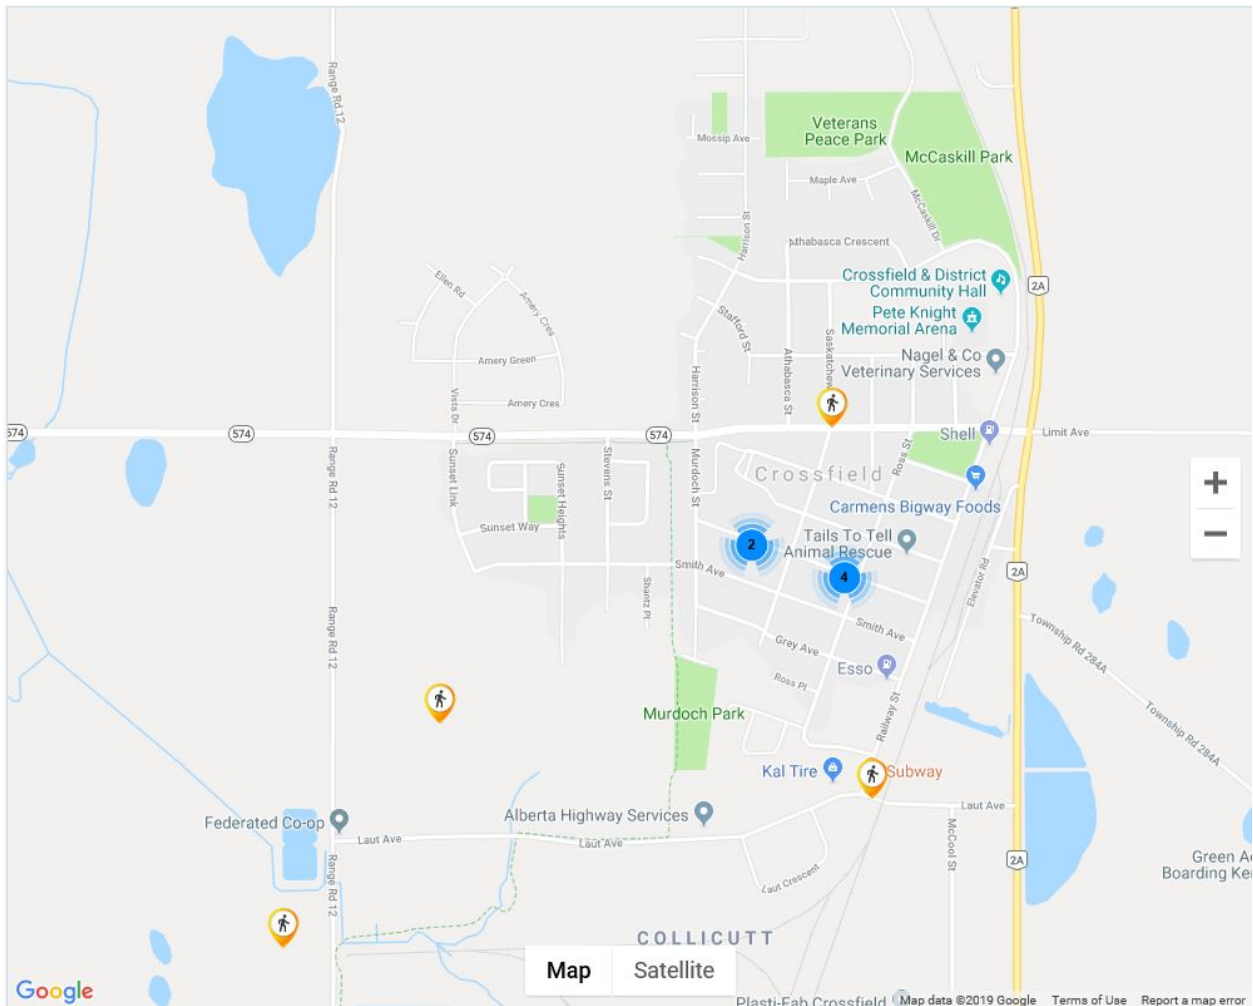 Range Rd 12
Mossip Ave
Veterans
Peace Park
McCaskill Park
Maple Ave
McCaskill Dr
Harrison St
Athabasca Crescent
Ellen Rd
Amery Cres
Crossfield & District
Community Hall
2A
Pete Knight
Memorial Arena
Stafford St
Athabasca St
Saskatchew
Nagel & Co
Veterinary Services
Amery Green
Harrison St
Vista Dr
Amery Cres
574
574
574
574
Shell
Limit Ave
Range Rd 12
Sunset Link
Sunset Heights
Stevens St
Murdoch St
Ross St
Crossfield
+
Carmens Bigway Foods
Sunset Way
−
2
Tails To Tell
Animal Rescue
4
Smith Ave
Shantz Pl
Elevator Rd
2A
Range Rd 12
Smith Ave
Township Rd 284A
Grey Ave
Esso
Ross Pl
Murdoch Park
Railway St
Township Rd 284A
Kal Tire
Subway
Federated Co-op
Alberta Highway Services
Laut Ave
Laut Ave
Laut Ave
McCool St
2A
Green Ac
Boarding Ken
Range Rd 12
Laut Crescent
COLLICUTT
Map
Satellite
Google
Plasti-Fab Crossfield
Map data ©2019 Google
Terms of Use
Report a map error